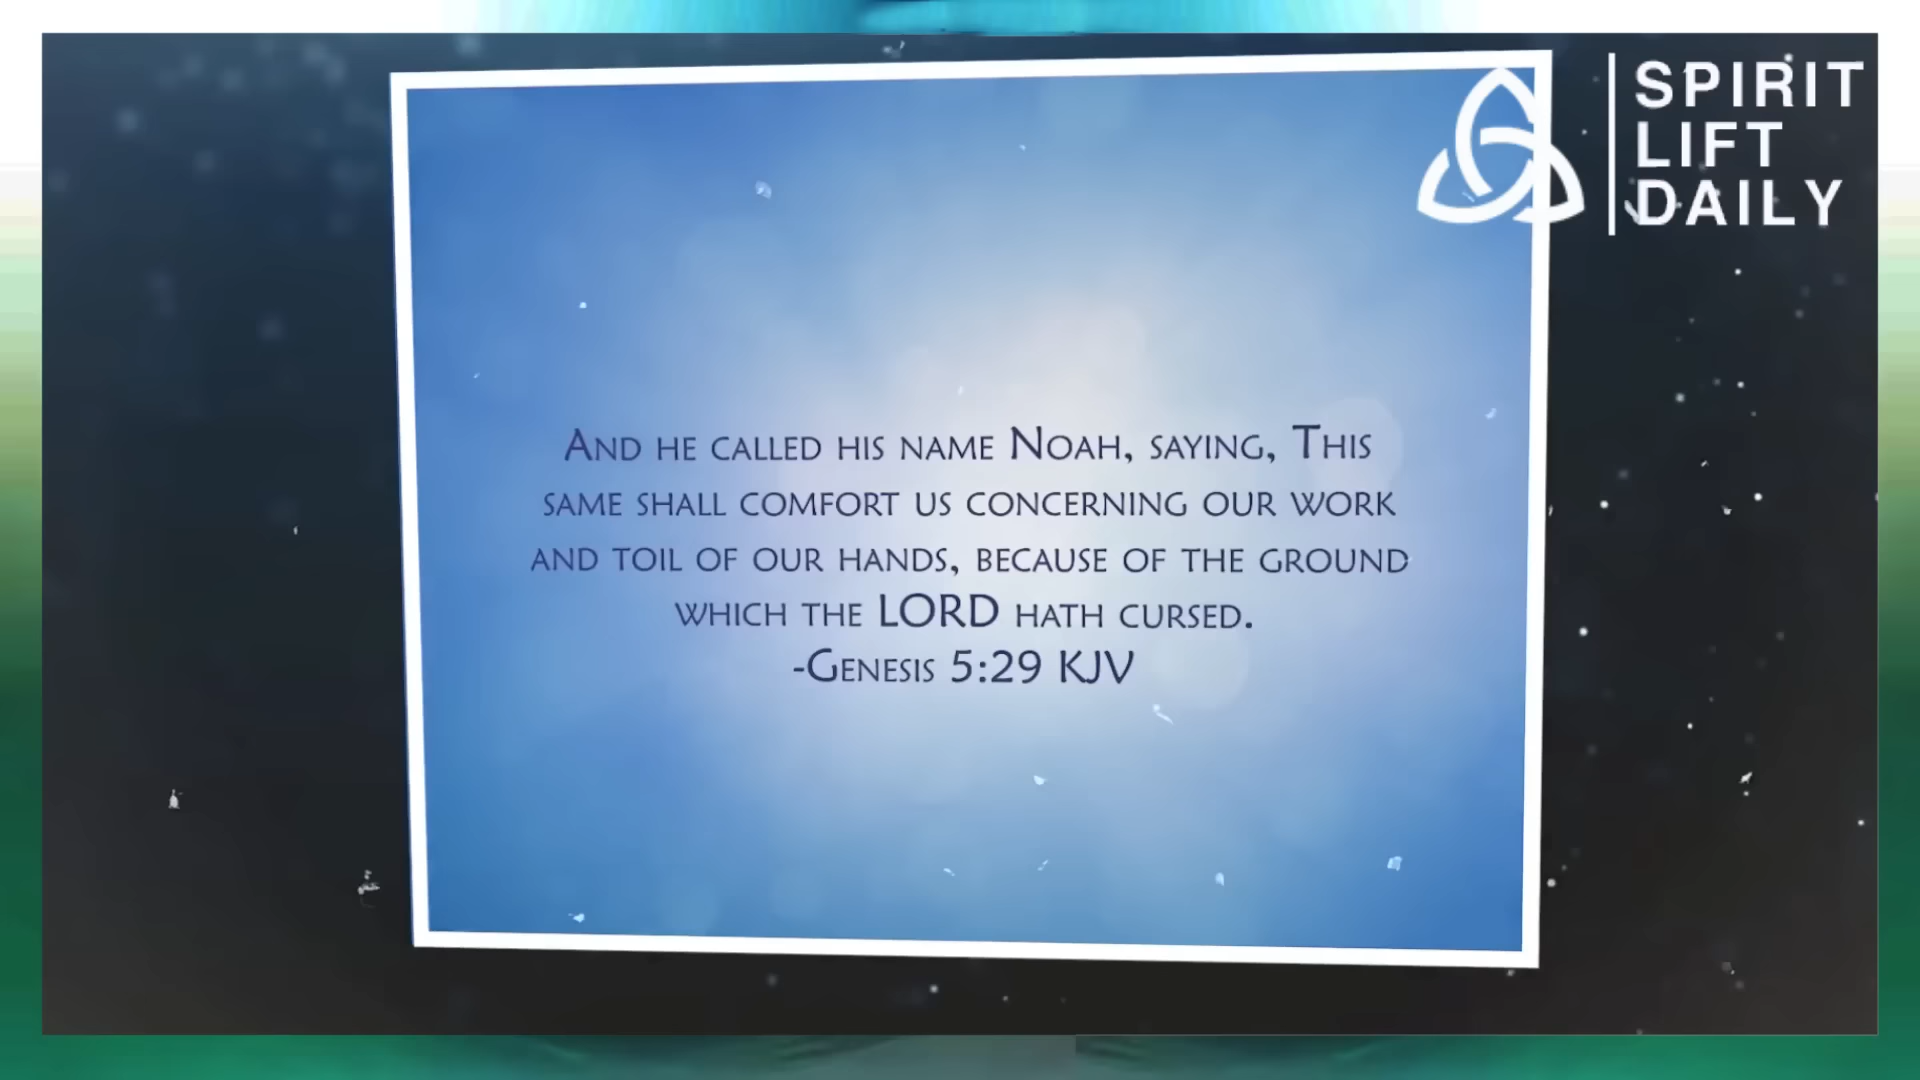 SPIRIT
LIFT
DAILY
And he called his name Noah, saying, This
same shall comfort us concerning our work
and toil of our hands, because of the ground
which the LORD hath cursed.
-Genesis 5:29 KJV